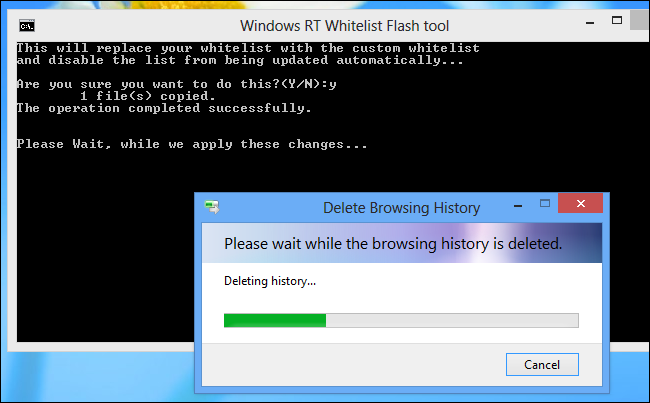 Windows RT Whitelist Flash tool
C:\.
This will replace your whitelist with the custom whitelist
and disable the list from being updated automatically...
Are you sure you want to do this?(Y/N):y
1 file(s) copied.
The operation completed successfully.
Please Wait, while we apply these changes...
Delete Browsing History
Please wait while the browsing history is deleted.
Deleting history...
Cancel